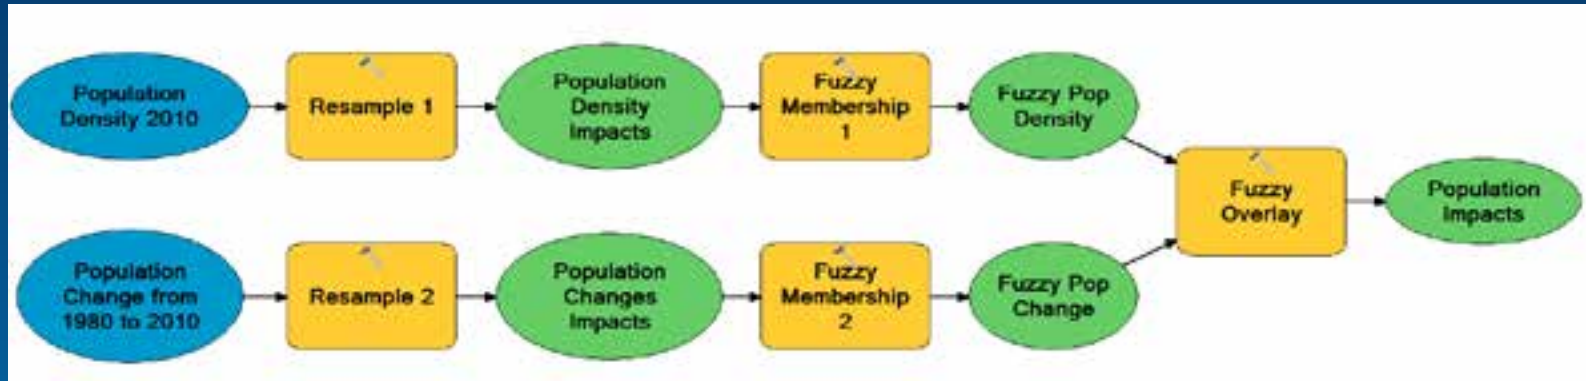 Population
Density 2010
Resample 1
Population
Density
Impacts
Fuzzy
Membership
1
Fuzzy Pop
Density
Fuzzy
Overlay
Population
Impacts
Population
Change from
1980 to 2010
Resample 2
Population
Changes
Impacts
Fuzzy
Membership
2
Fuzzy Pop
Change